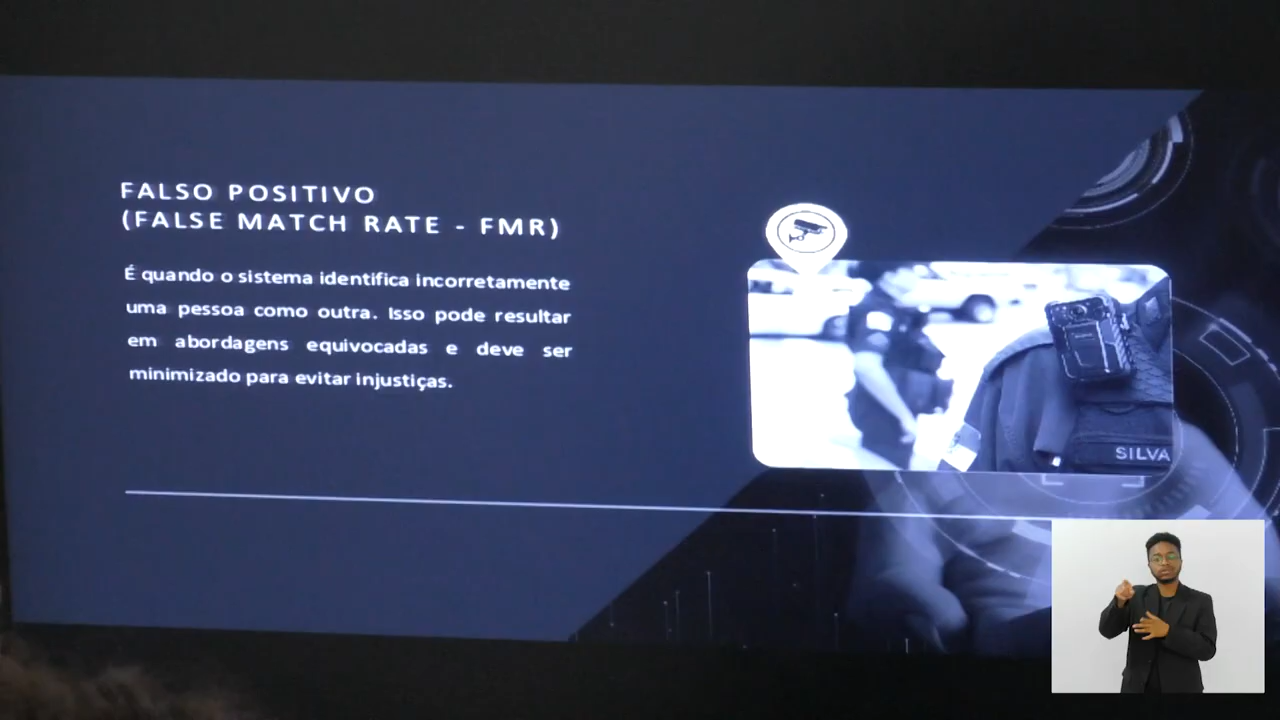 FALSO POSITIVO
(FALSE MATCH RATE - FMR)
É quando o sistema identifica incorretamente
uma pessoa como outra. Isso pode resultar
em abordagens equivocadas e deve ser
minimizado para evitar injustiças.
SILVA